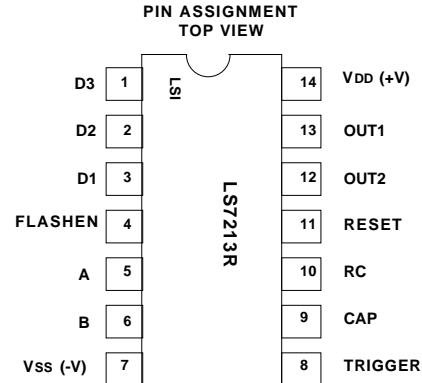 PIN ASSIGNMENT
TOP VIEW
D3 1 LSI 14 VDD (+V)
D2 2 13 OUT1
D1 3 12 OUT2
FLASHEN 4 LS7213R 11 RESET
A 5 10 RC
B 6 9 CAP
Vss (-V) 7 8 TRIGGER